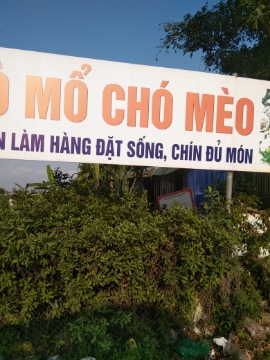 MỔ CHÓ MÈO
LÀM HÀNG ĐẶT SỐNG, CHÍN ĐỦ MÓN